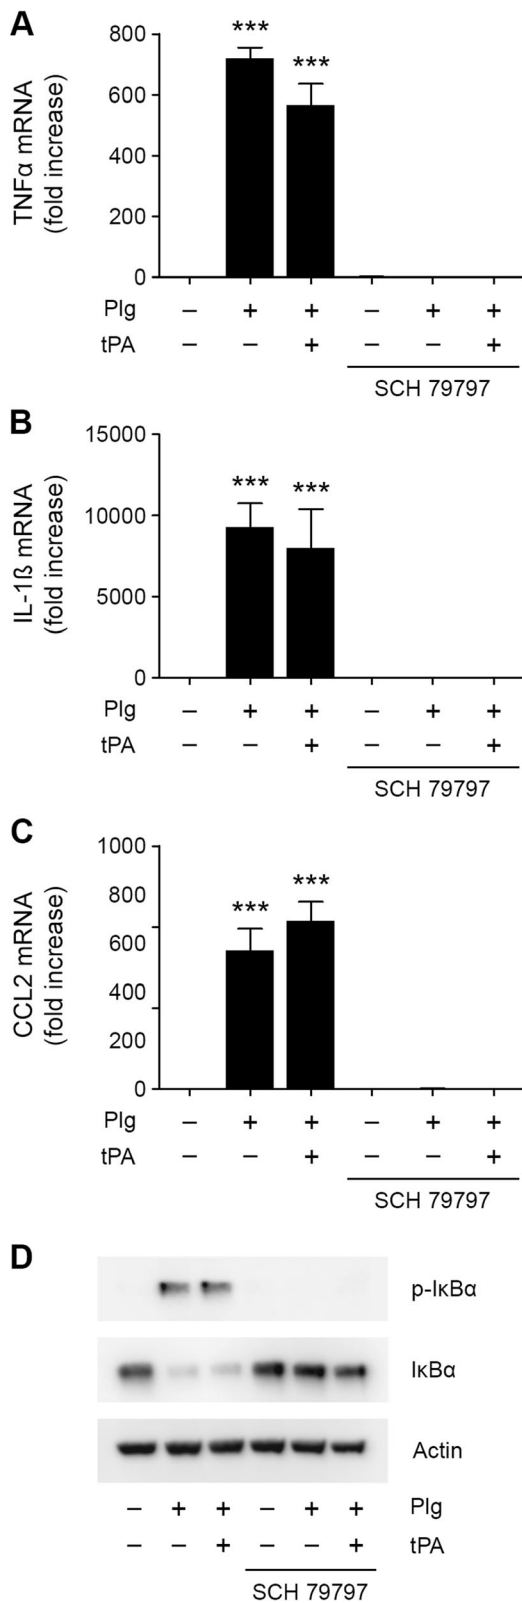 A
TNFα mRNA
(fold increase)
800
600
400
200
0
*** ***
Plg – + + – + +
tPA – – + – – +
SCH 79797
B
IL-1ß mRNA
(fold increase)
15000
10000
5000
0
*** ***
Plg – + + – + +
tPA – – + – – +
SCH 79797
C
CCL2 mRNA
(fold increase)
1000
800
600
400
200
0
*** ***
Plg – + + – + +
tPA – – + – – +
SCH 79797
D
p-IκBα
IκBα
Actin
– + + – + + Plg
– – + – – + tPA
SCH 79797